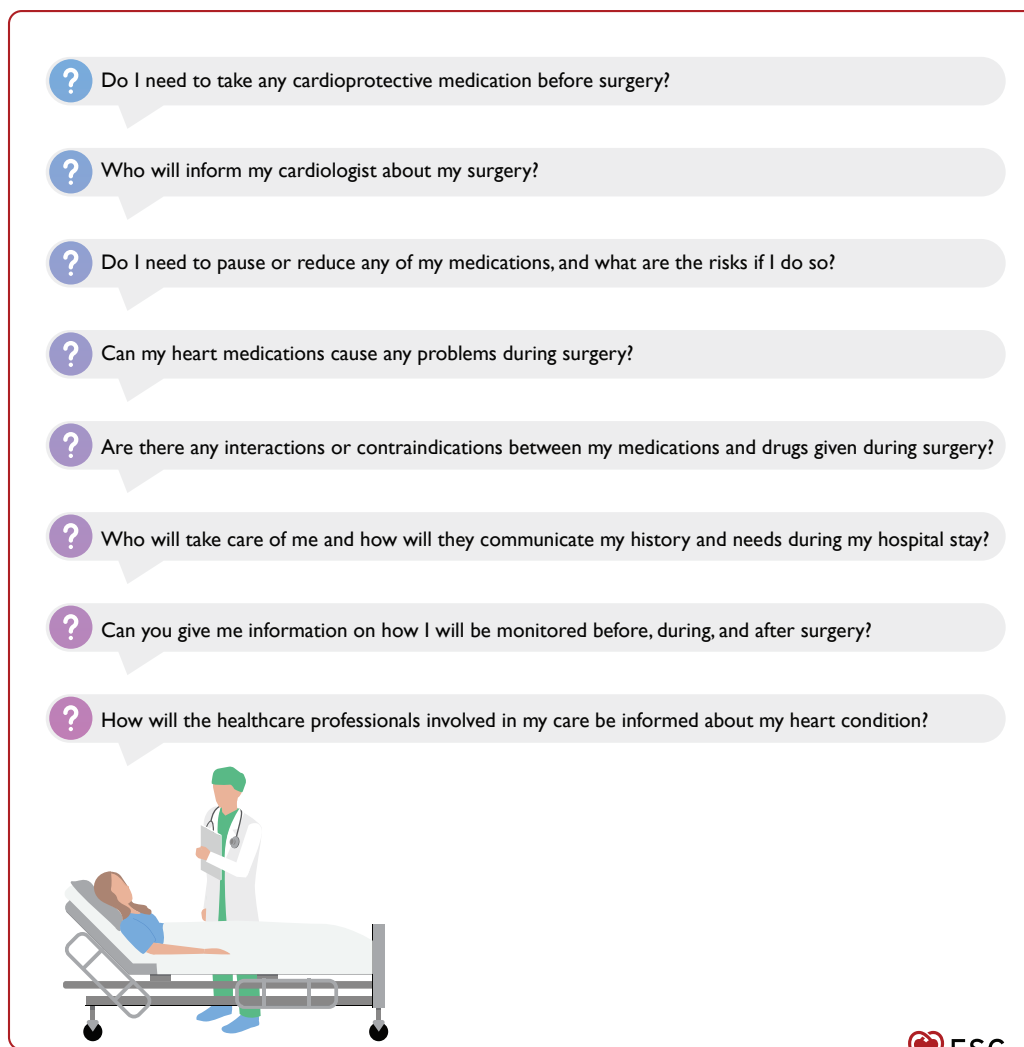 Do I need to take any cardioprotective medication before surgery?
Who will inform my cardiologist about my surgery?
Do I need to pause or reduce any of my medications, and what are the risks if I do so?
Can my heart medications cause any problems during surgery?
Are there any interactions or contraindications between my medications and drugs given during surgery?
Who will take care of me and how will they communicate my history and needs during my hospital stay?
Can you give me information on how I will be monitored before, during, and after surgery?
How will the healthcare professionals involved in my care be informed about my heart condition?
ESC